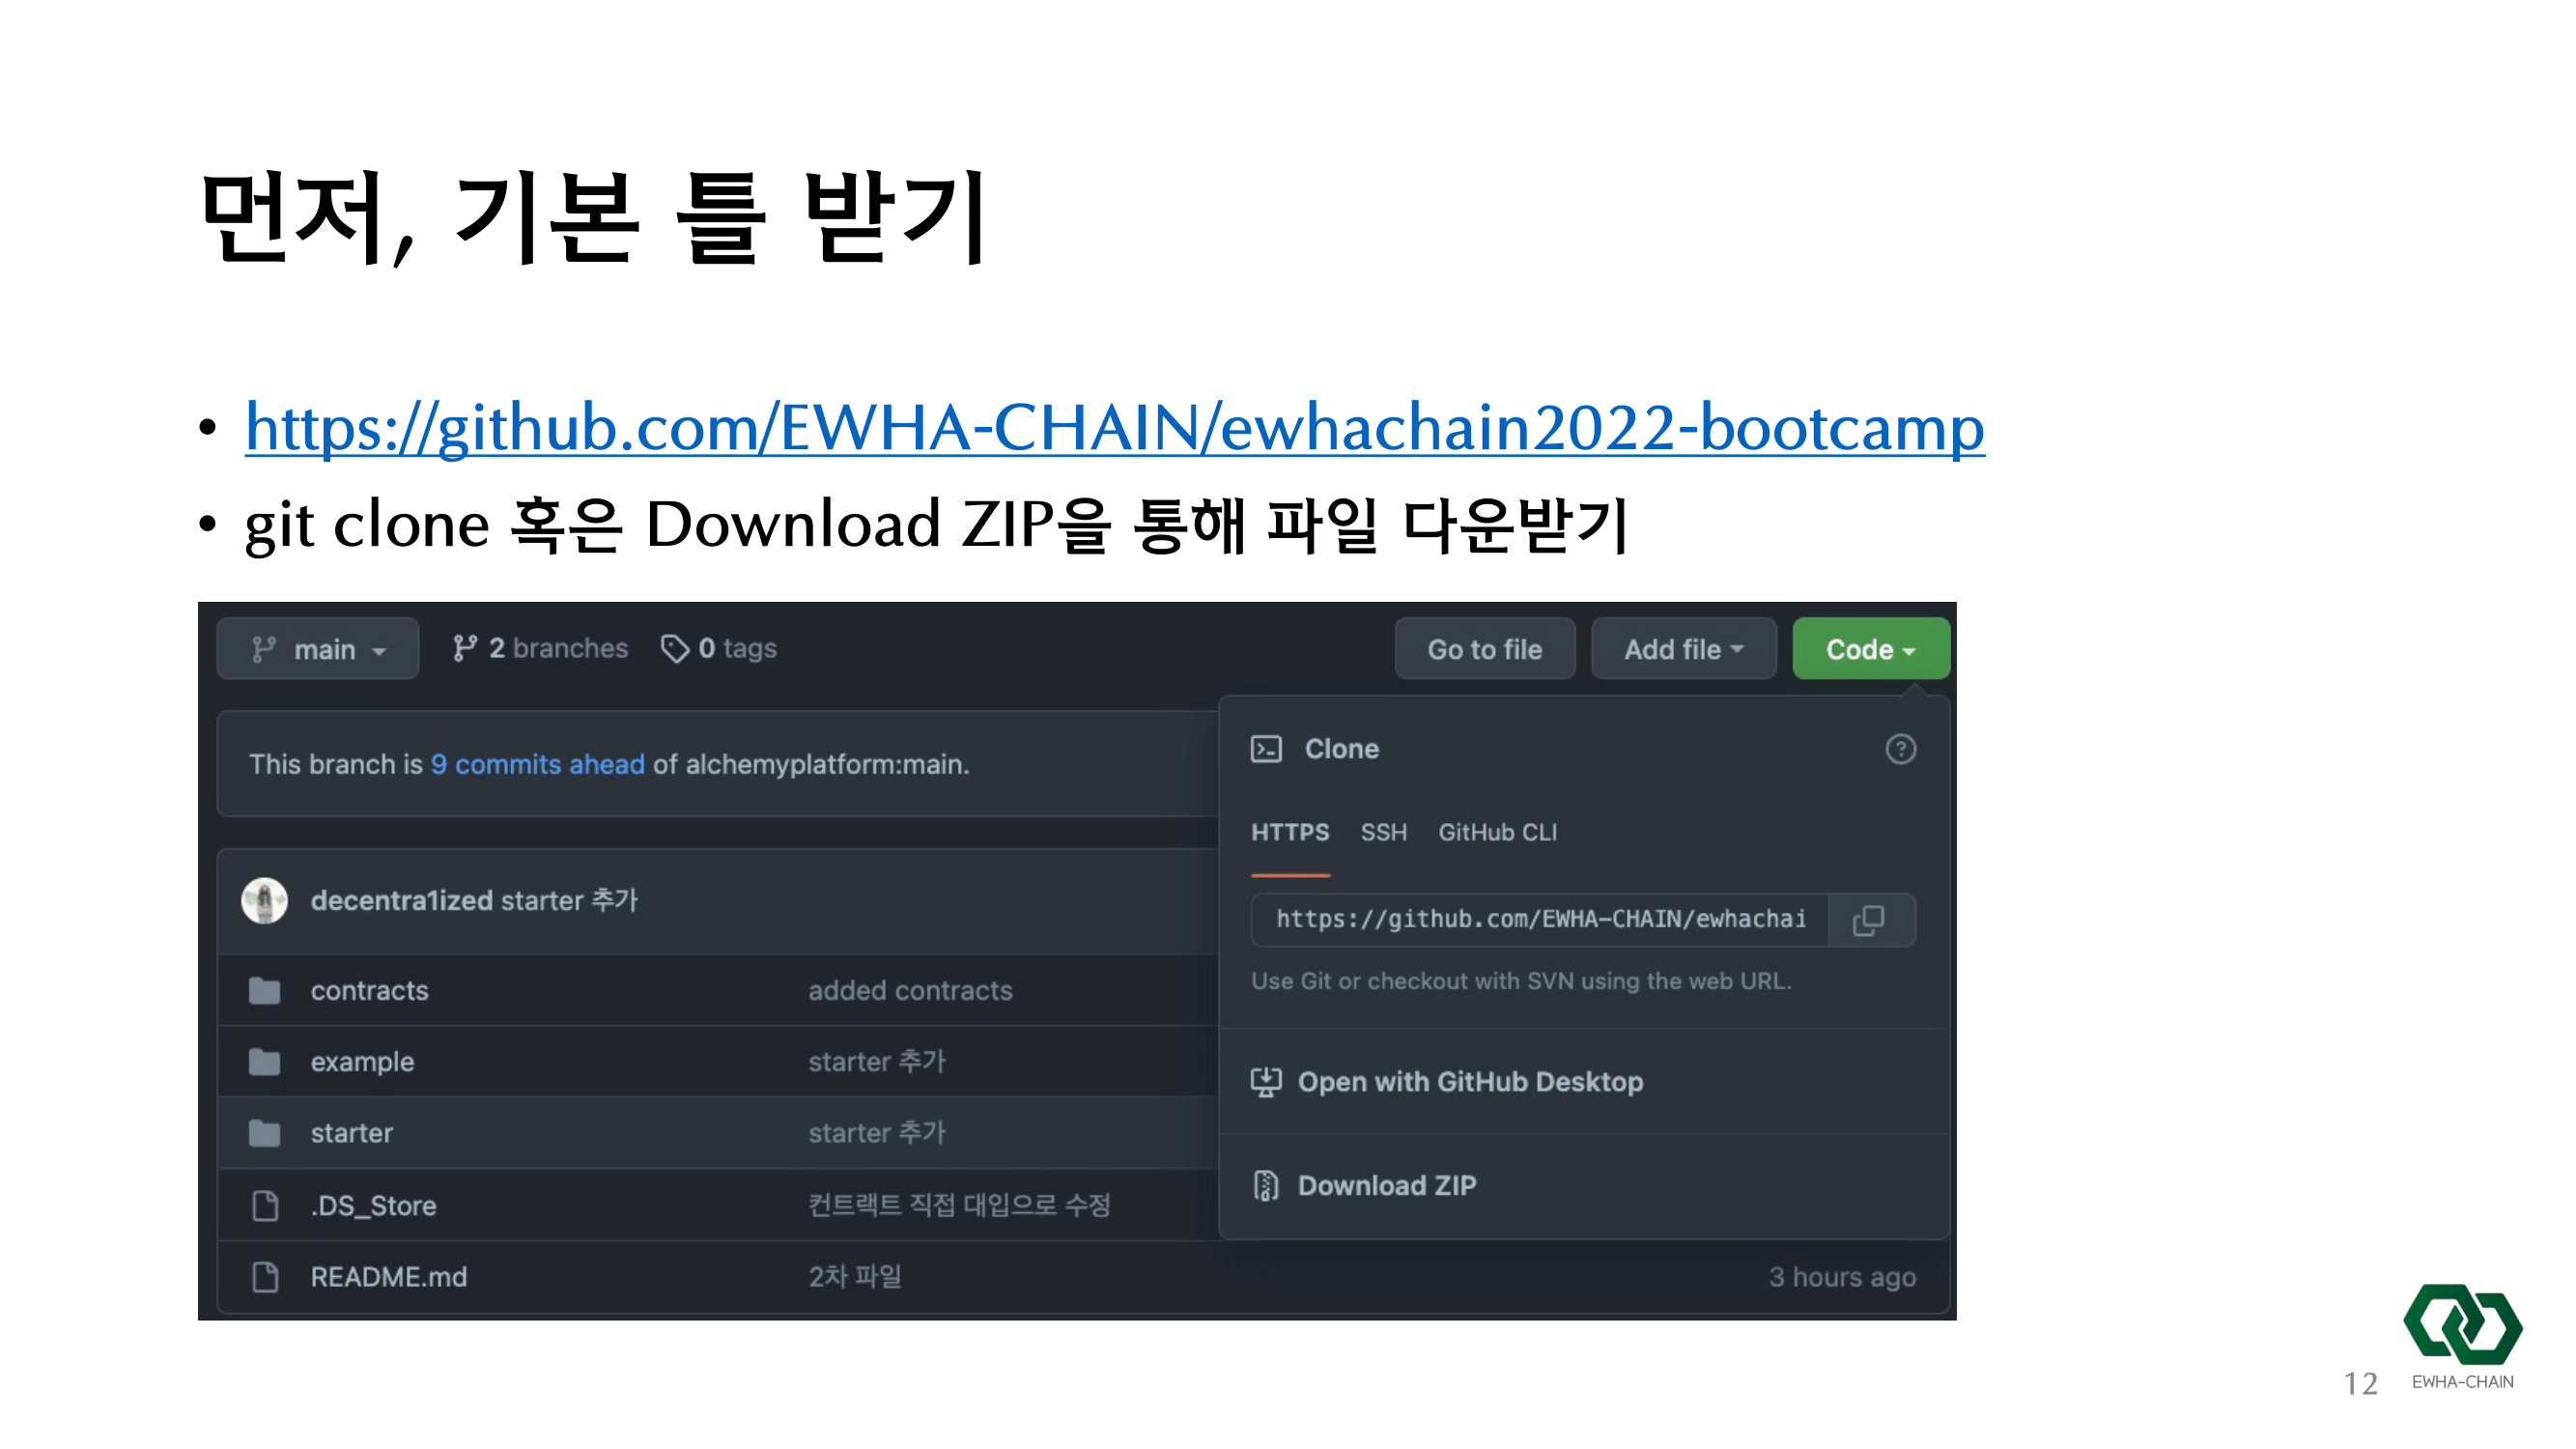 먼저, 기본 틀 받기
• https://github.com/EWHA-CHAIN/ewhachain2022-bootcamp
• git clone 혹은 Download ZIP을 통해 파일 다운받기
main 2 branches 0 tags Go to file Add file Code
This branch is 9 commits ahead of alchemyplatform:main.
decentra1ized starter 추가
contracts added contracts
example starter 추가
starter starter 추가
.DS_Store 컨트랙트 직접 대입으로 수정
README.md 2차 파일 3 hours ago
Clone
HTTPS SSH GitHub CLI
https://github.com/EWHA-CHAIN/ewhachai
Use Git or checkout with SVN using the web URL.
Open with GitHub Desktop
Download ZIP
12
EWHA-CHAIN